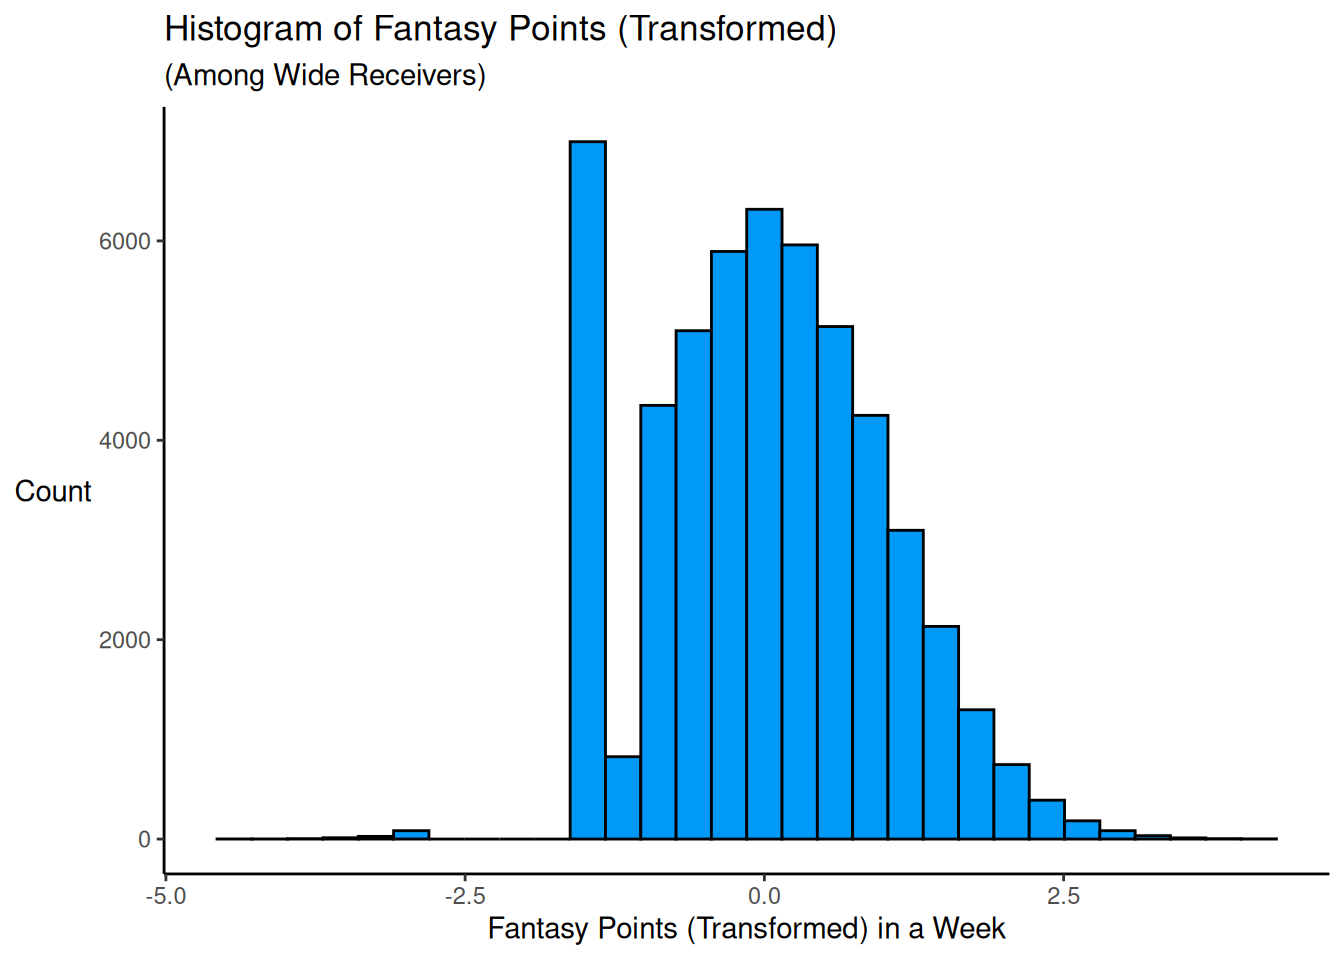 Histogram of Fantasy Points (Transformed)
(Among Wide Receivers)
6000
4000
Count
2000
0
-5.0 -2.5 0.0 2.5
Fantasy Points (Transformed) in a Week